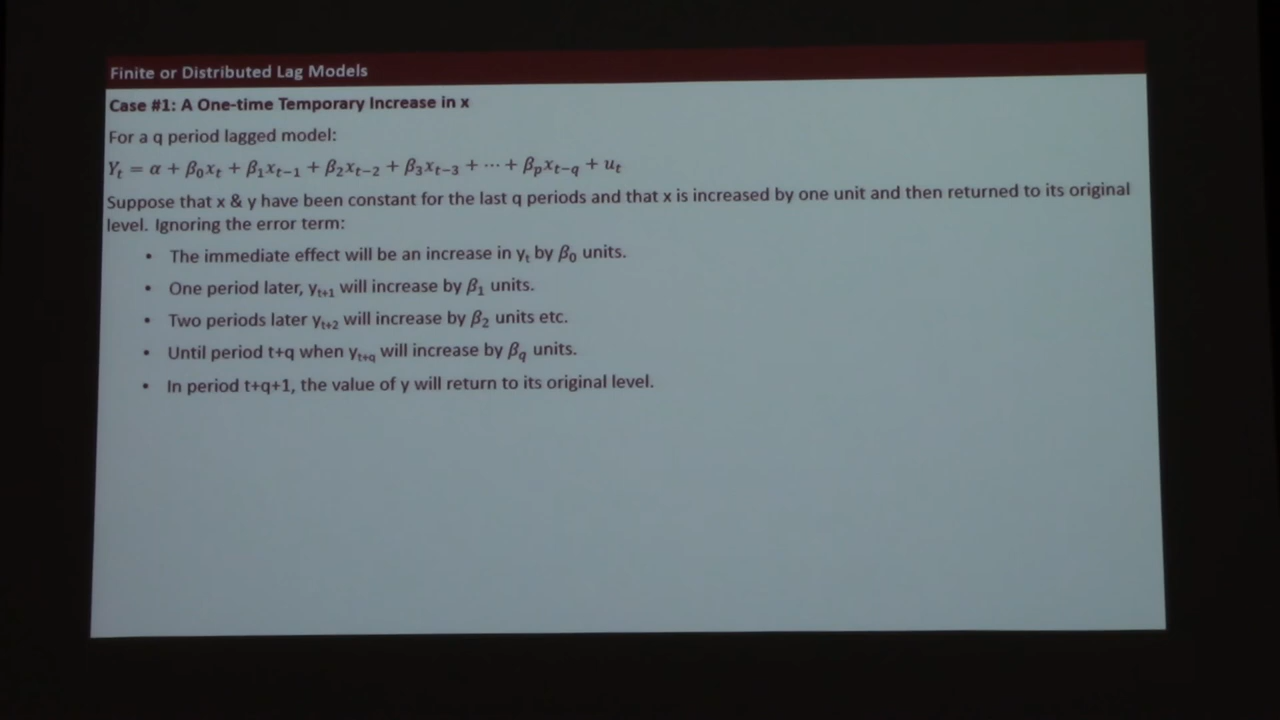 Finite or Distributed Lag Models
Case #1: A One-time Temporary Increase in x
For a q period lagged model:
Yₜ = α + β₀xₜ + β₁xₜ₋₁ + β₂xₜ₋₂ + β₃xₜ₋₃ + ⋯ + βₚxₜ₋q + uₜ
Suppose that x & y have been constant for the last q periods and that x is increased by one unit and then returned to its original
level. Ignoring the error term:
• The immediate effect will be an increase in yₜ by β₀ units.
• One period later, yₜ₊₁ will increase by β₁ units.
• Two periods later yₜ₊₂ will increase by β₂ units etc.
• Until period t+q when yₜ₊q will increase by βq units.
• In period t+q+1, the value of y will return to its original level.